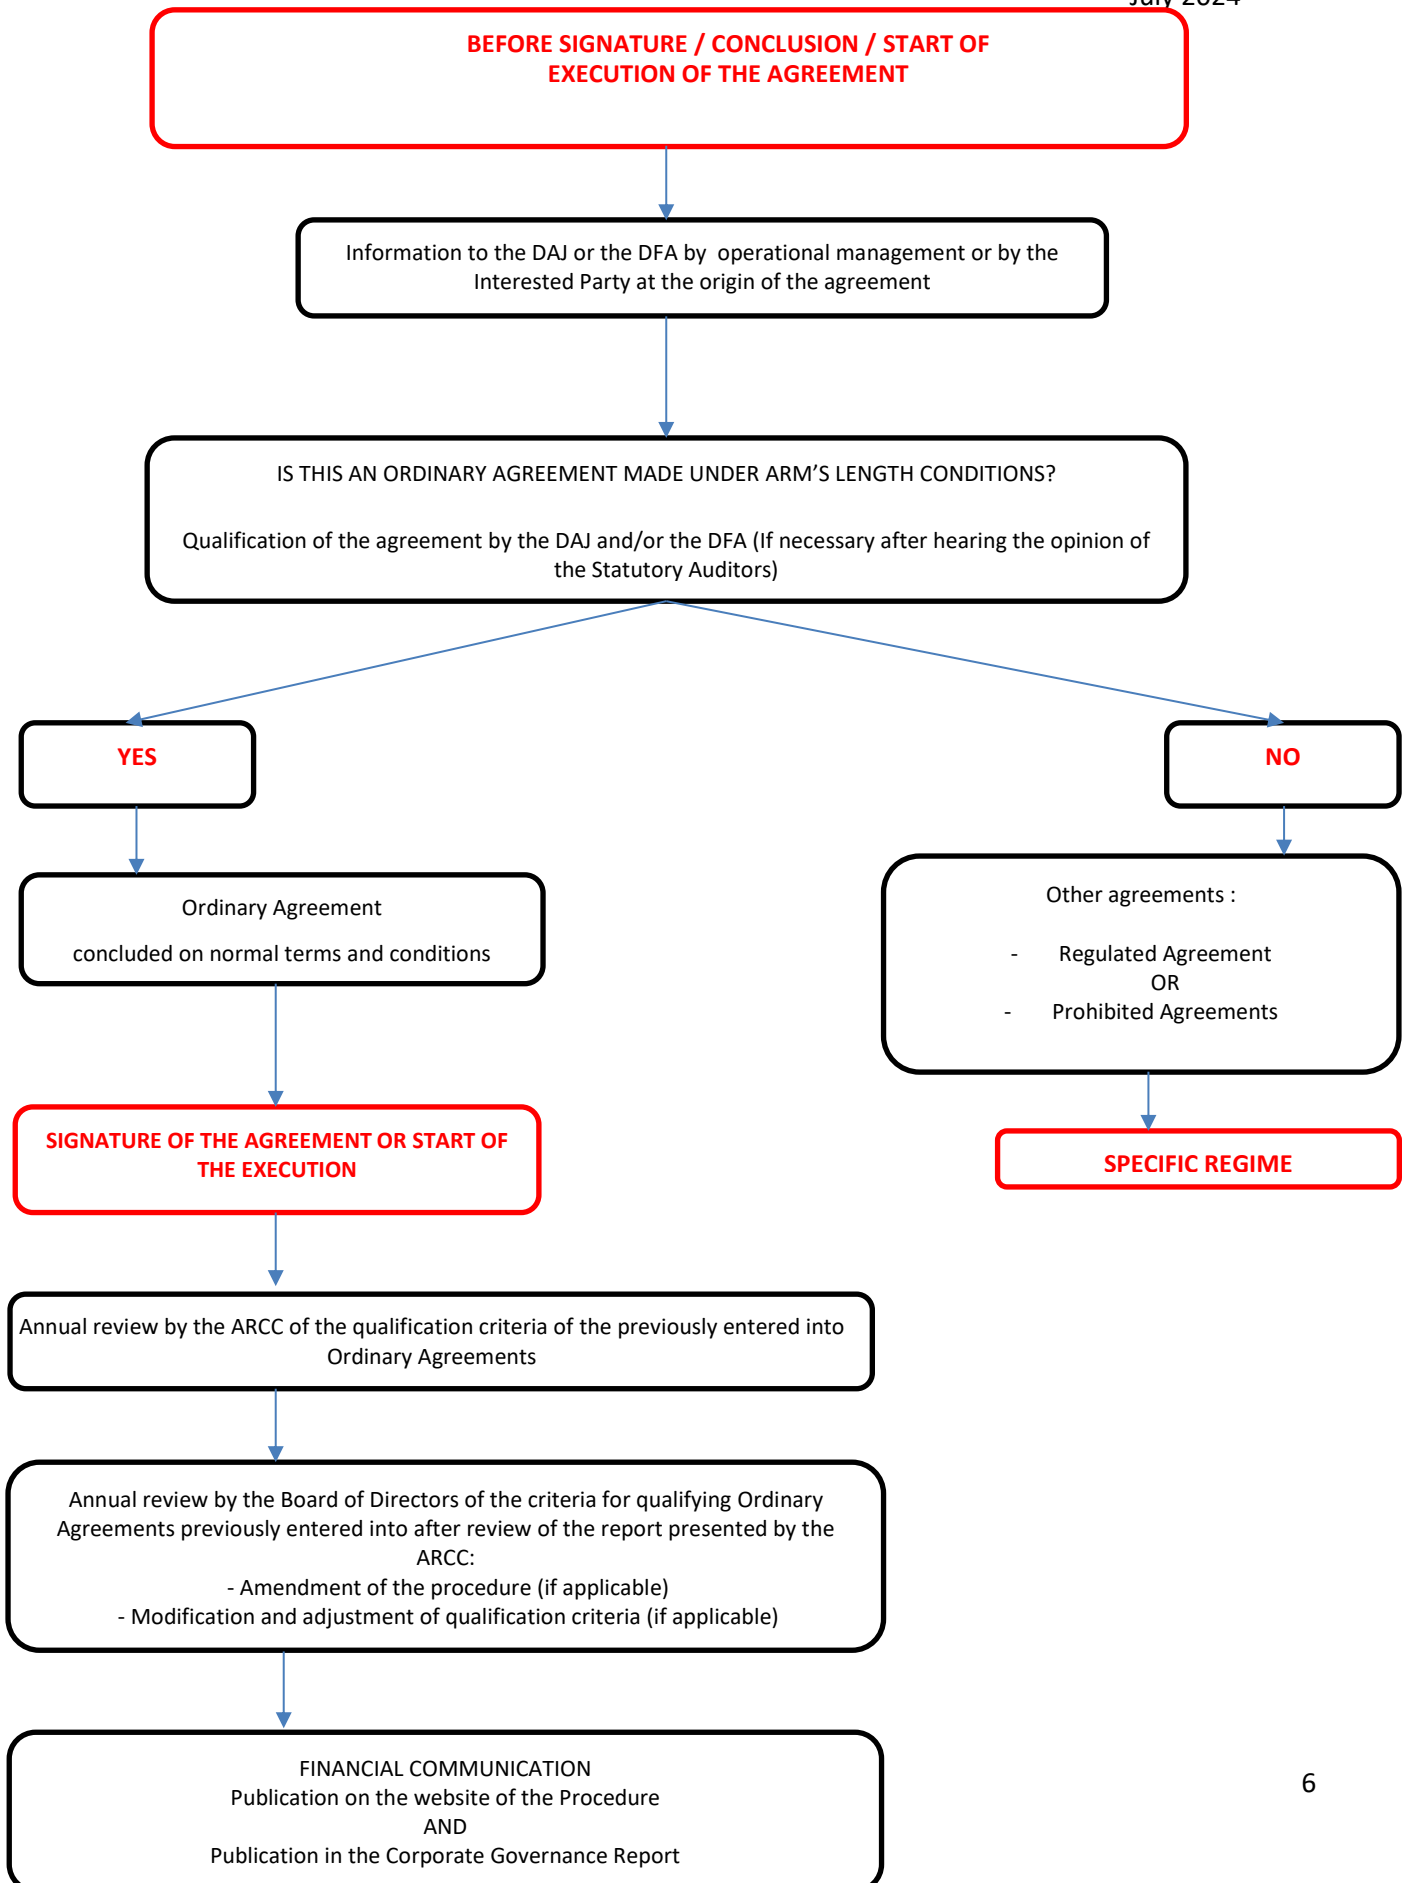 July 2024
BEFORE SIGNATURE / CONCLUSION / START OF
EXECUTION OF THE AGREEMENT
Information to the DAJ or the DFA by operational management or by the
Interested Party at the origin of the agreement
IS THIS AN ORDINARY AGREEMENT MADE UNDER ARM'S LENGTH CONDITIONS?
Qualification of the agreement by the DAJ and/or the DFA (If necessary after hearing the opinion of
the Statutory Auditors)
YES
NO
Ordinary Agreement
concluded on normal terms and conditions
Other agreements :
- Regulated Agreement
OR
- Prohibited Agreements
SIGNATURE OF THE AGREEMENT OR START OF
THE EXECUTION
SPECIFIC REGIME
Annual review by the ARCC of the qualification criteria of the previously entered into
Ordinary Agreements
Annual review by the Board of Directors of the criteria for qualifying Ordinary
Agreements previously entered into after review of the report presented by the
ARCC:
- Amendment of the procedure (if applicable)
- Modification and adjustment of qualification criteria (if applicable)
FINANCIAL COMMUNICATION
Publication on the website of the Procedure
AND
Publication in the Corporate Governance Report
6